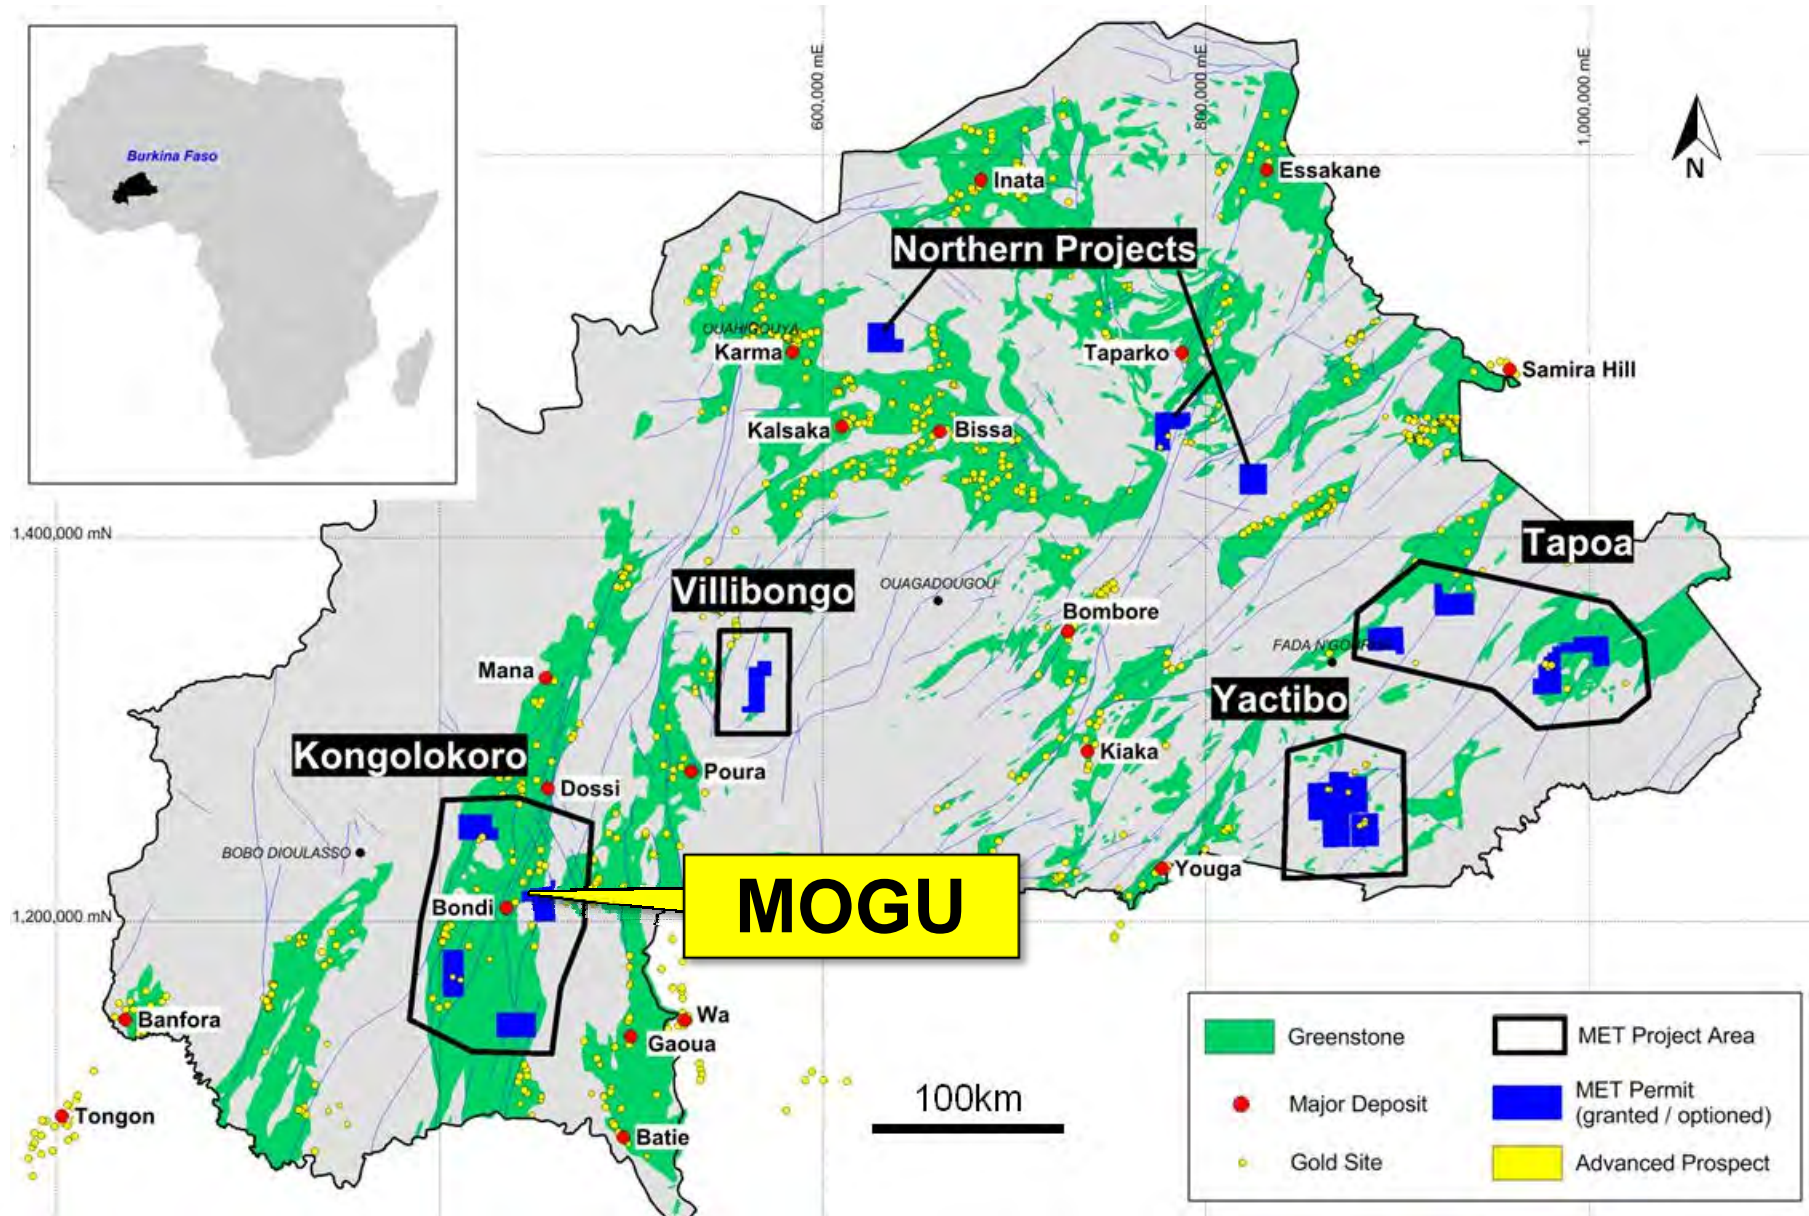 Burkina Faso
600,000 mE
800,000 mE
1,000,000 mE
N
Inata
Essakane
Northern Projects
OUAHIGOUYA
Karma
Taparko
Samira Hill
Kalsaka
Bissa
1,400,000 mN
Tapoa
Villibongo
OUAGADOUGOU
Bombore
FADA N'GOURMA
Mana
Yactibo
Kongolokoro
Poura
Kiaka
Dossi
BOBO DIOULASSO
Youga
Bondi
MOGU
1,200,000 mN
Banfora
Wa
Gaoua
Tongon
Batie
100km
Greenstone
MET Project Area
Major Deposit
MET Permit
(granted / optioned)
Gold Site
Advanced Prospect